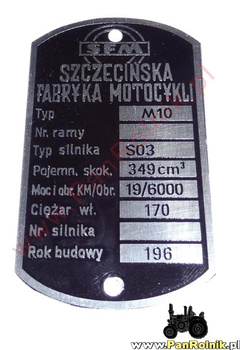 SFM
SZCZECIŃSKA
FABRYKA MOTOCYKLI
Typ M10
Nr. ramy
Typ silnika S03
Pojemn. skok. 349cm³
Moc i obr. KM/Obr. 19/6000
Ciężar wł. 170
Nr. silnika
Rok budowy 196
www.PanRolnik.pl